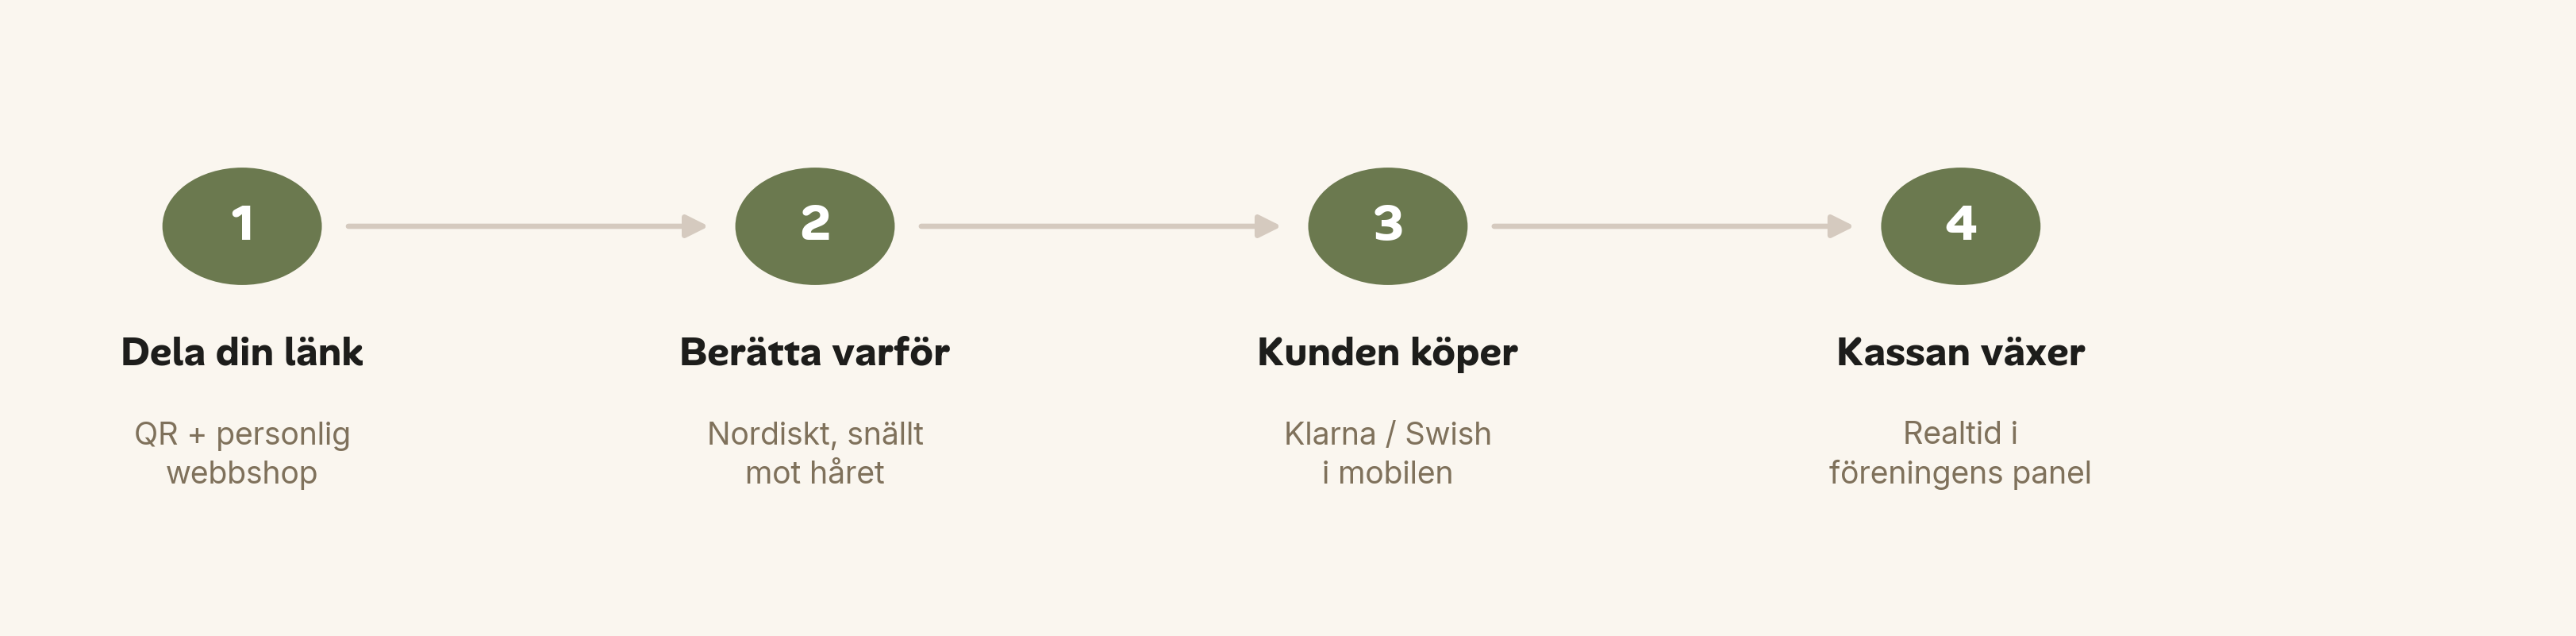 1
2
3
4
Dela din länk
Berätta varför
Kunden köper
Kassan växer
QR + personlig
webbshop
Nordiskt, snällt
mot håret
Klarna / Swish
i mobilen
Realtid i
föreningens panel